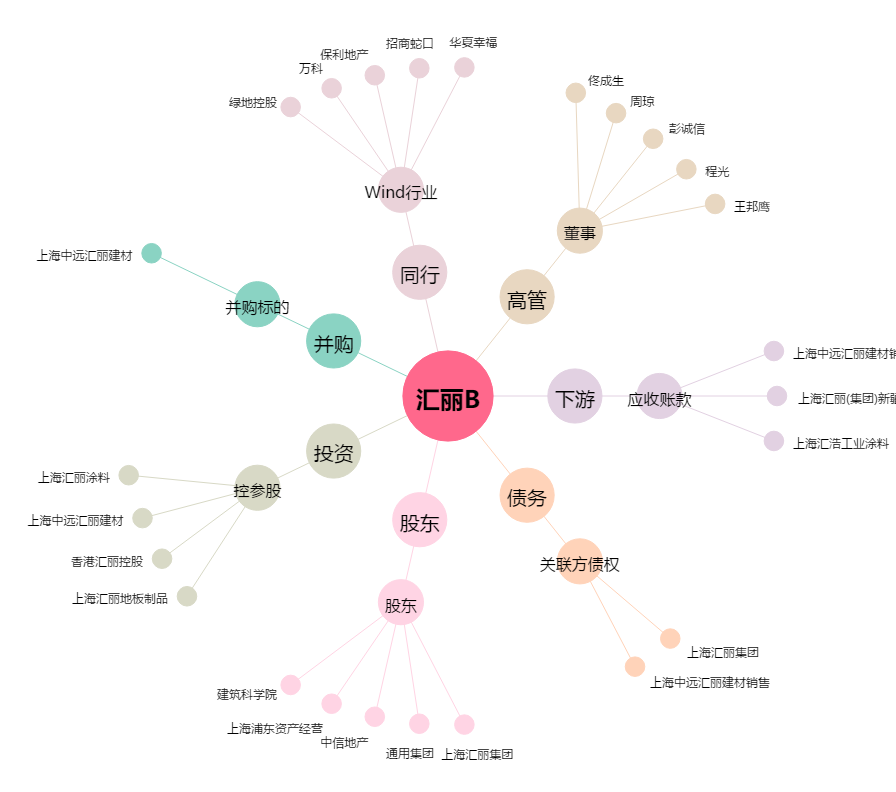 华夏幸福
招商蛇口
保利地产
万科
绿地控股
佟成生
周琼
彭诚信
程光
王邦鹰
Wind行业
董事
上海中远汇丽建材
同行
高管
并购标的
并购
上海中远汇丽建材销
汇丽B
下游
应收账款
上海汇丽(集团)新
上海汇浩工业涂料
投资
上海汇丽涂料
控参股
上海中远汇丽建材
香港汇丽控股
上海汇丽地板制品
股东
债务
关联方债权
股东
上海汇丽集团
上海中远汇丽建材销售
建筑科学院
上海浦东资产经营
中信地产
通用集团
上海汇丽集团